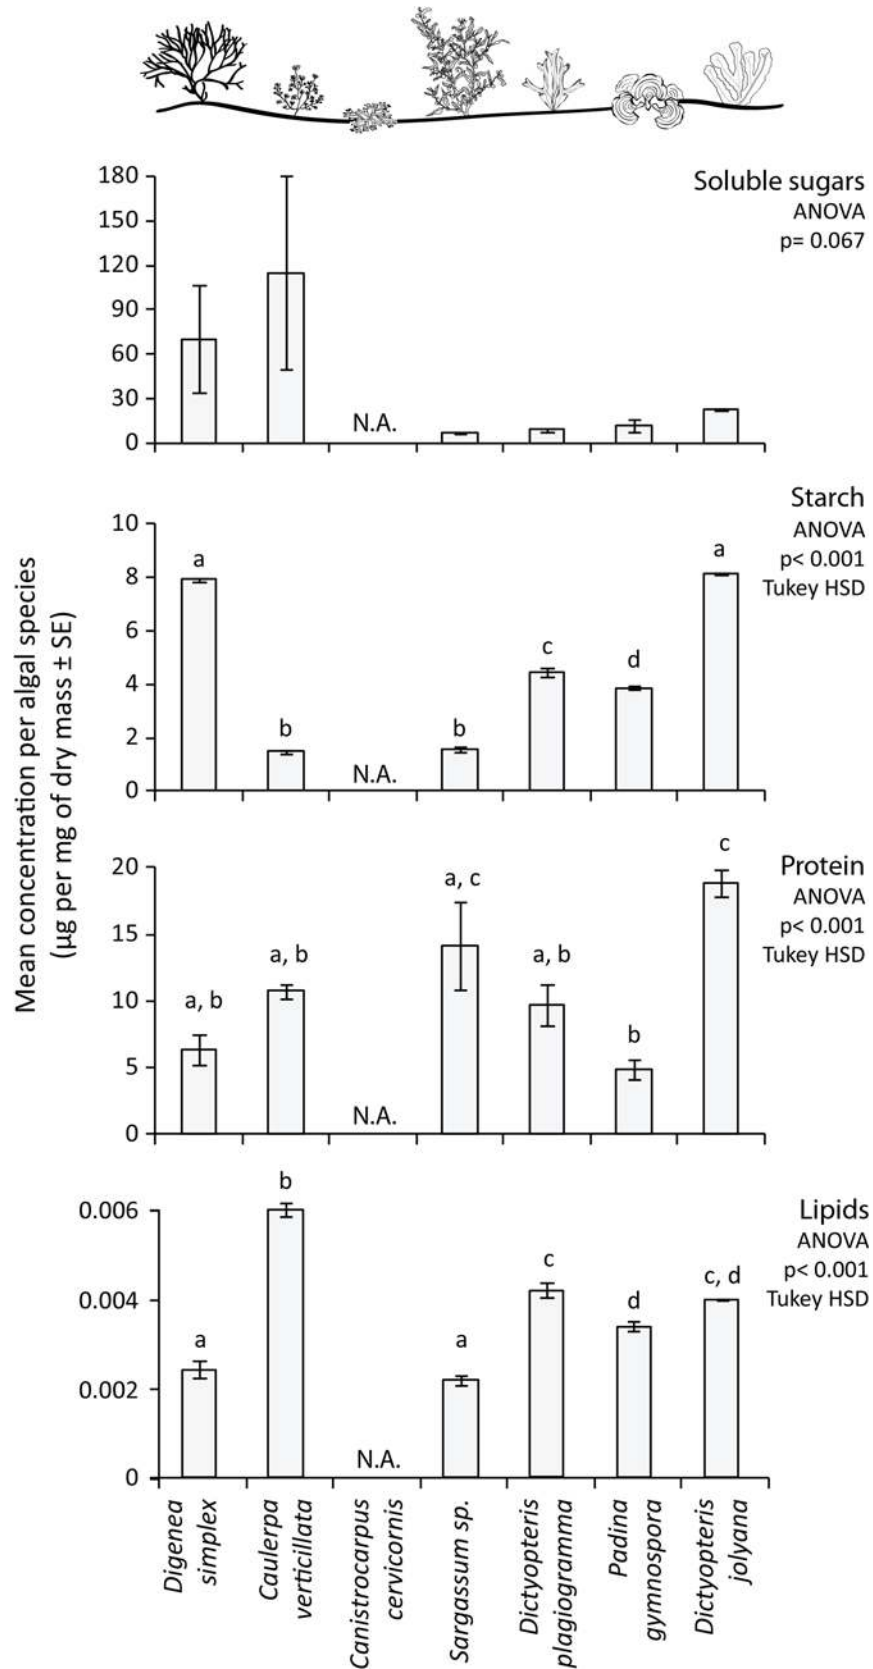 Soluble sugars
ANOVA
p= 0.067
180
150
120
90
60
30
0
N.A.
Starch
ANOVA
p< 0.001
Tukey HSD
10
8
6
4
2
0
a
b
N.A.
b
c
d
a
Mean concentration per algal species
(µg per mg of dry mass ± SE)
Protein
ANOVA
p< 0.001
Tukey HSD
20
15
10
5
0
a, b
a, b
N.A.
a, c
a, b
b
c
Lipids
ANOVA
p< 0.001
Tukey HSD
0.006
0.004
0.002
0
a
b
N.A.
a
c
d
c, d
Digenea
simplex
Caulerpa
verticillata
Canistrocarpus
cervicornis
Sargassum sp.
Dictyopteris
plagiogramma
Padina
gymnospora
Dictyopteris
jolyana